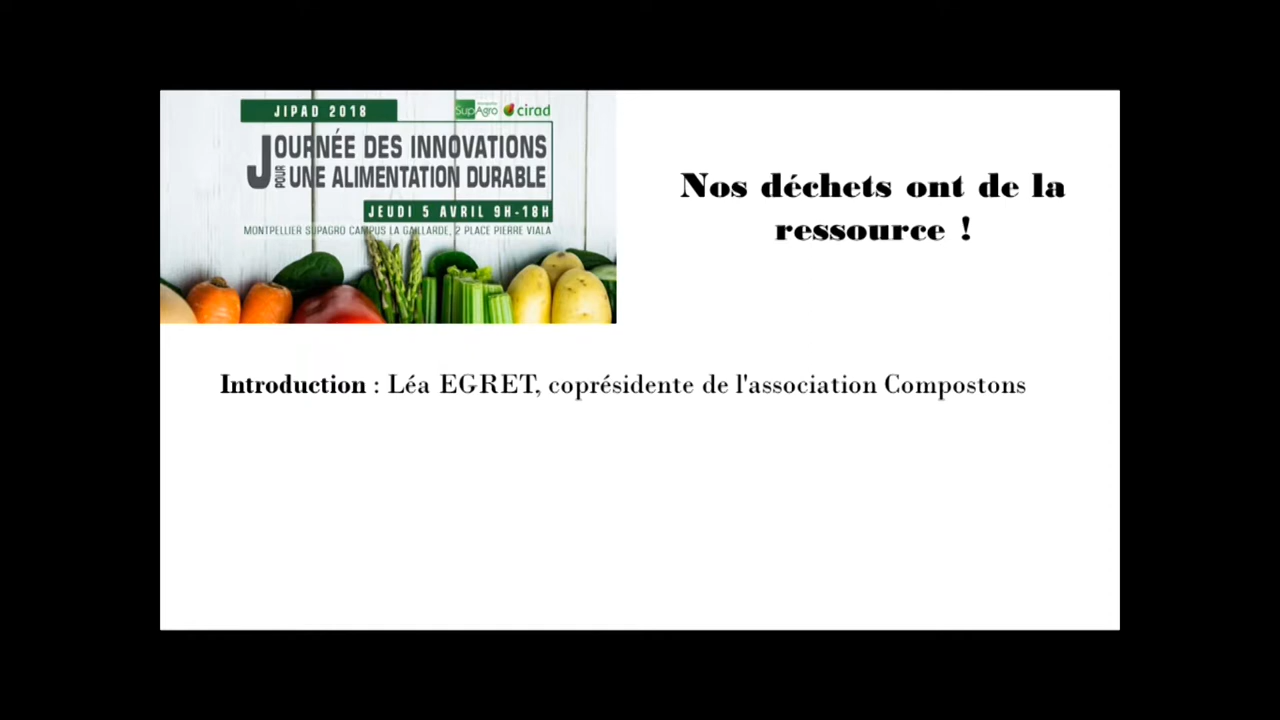 JIPAD 2018
SupAgro
cirad
JOURNÉE DES INNOVATIONS
POUR UNE ALIMENTATION DURABLE
JEUDI 5 AVRIL 9H-18H
MONTPELLIER SUPAGRO CAMPUS LA GAILLARDE, 2 PLACE PIERRE VIALA
Nos déchets ont de la
ressource !
Introduction : Léa EGRET, coprésidente de l'association Compostons